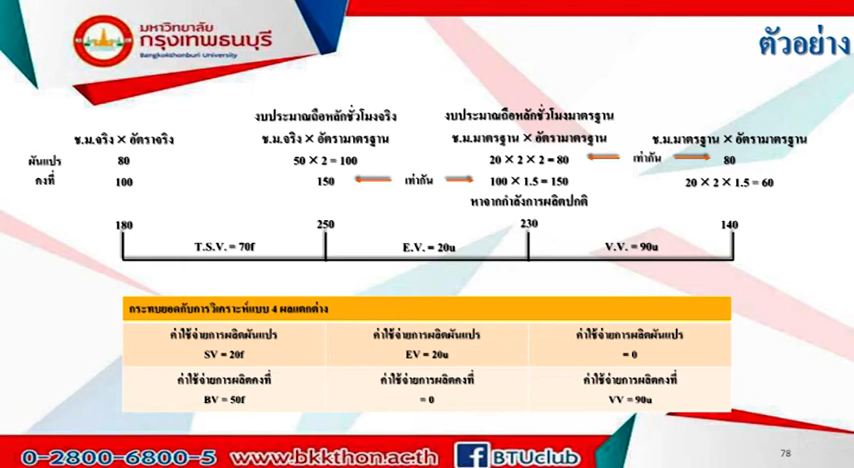 มหาวิทยาลัย
กรุงเทพธนบุรี
Bangkokthonburi University
ตัวอย่าง
งบประมาณถือหลักชั่วโมงจริง งบประมาณถือหลักชั่วโมงมาตรฐาน
ช.ม.จริง × อัตราจริง ช.ม.จริง × อัตรามาตรฐาน ช.ม.มาตรฐาน × อัตรามาตรฐาน ช.ม.มาตรฐาน × อัตรามาตรฐาน
ผันแปร 80 50 × 2 = 100 20 × 2 × 2 = 80 เท่ากัน 80
คงที่ 100 150 เท่ากัน 100 × 1.5 = 150 20 × 2 × 1.5 = 60
หาจากกำลังการผลิตปกติ
180 250 230 140
T.S.V. = 70f E.V. = 20u V.V. = 90u
กระทบยอดกับการวิเคราะห์แบบ 4 ผลแตกต่าง
ค่าใช้จ่ายการผลิตผันแปร ค่าใช้จ่ายการผลิตผันแปร ค่าใช้จ่ายการผลิตผันแปร
SV = 20f EV = 20u = 0
ค่าใช้จ่ายการผลิตคงที่ ค่าใช้จ่ายการผลิตคงที่ ค่าใช้จ่ายการผลิตคงที่
BV = 50f = 0 VV = 90u
0-2800-6800-5 www.bkkthon.ac.th f BTUclub
78